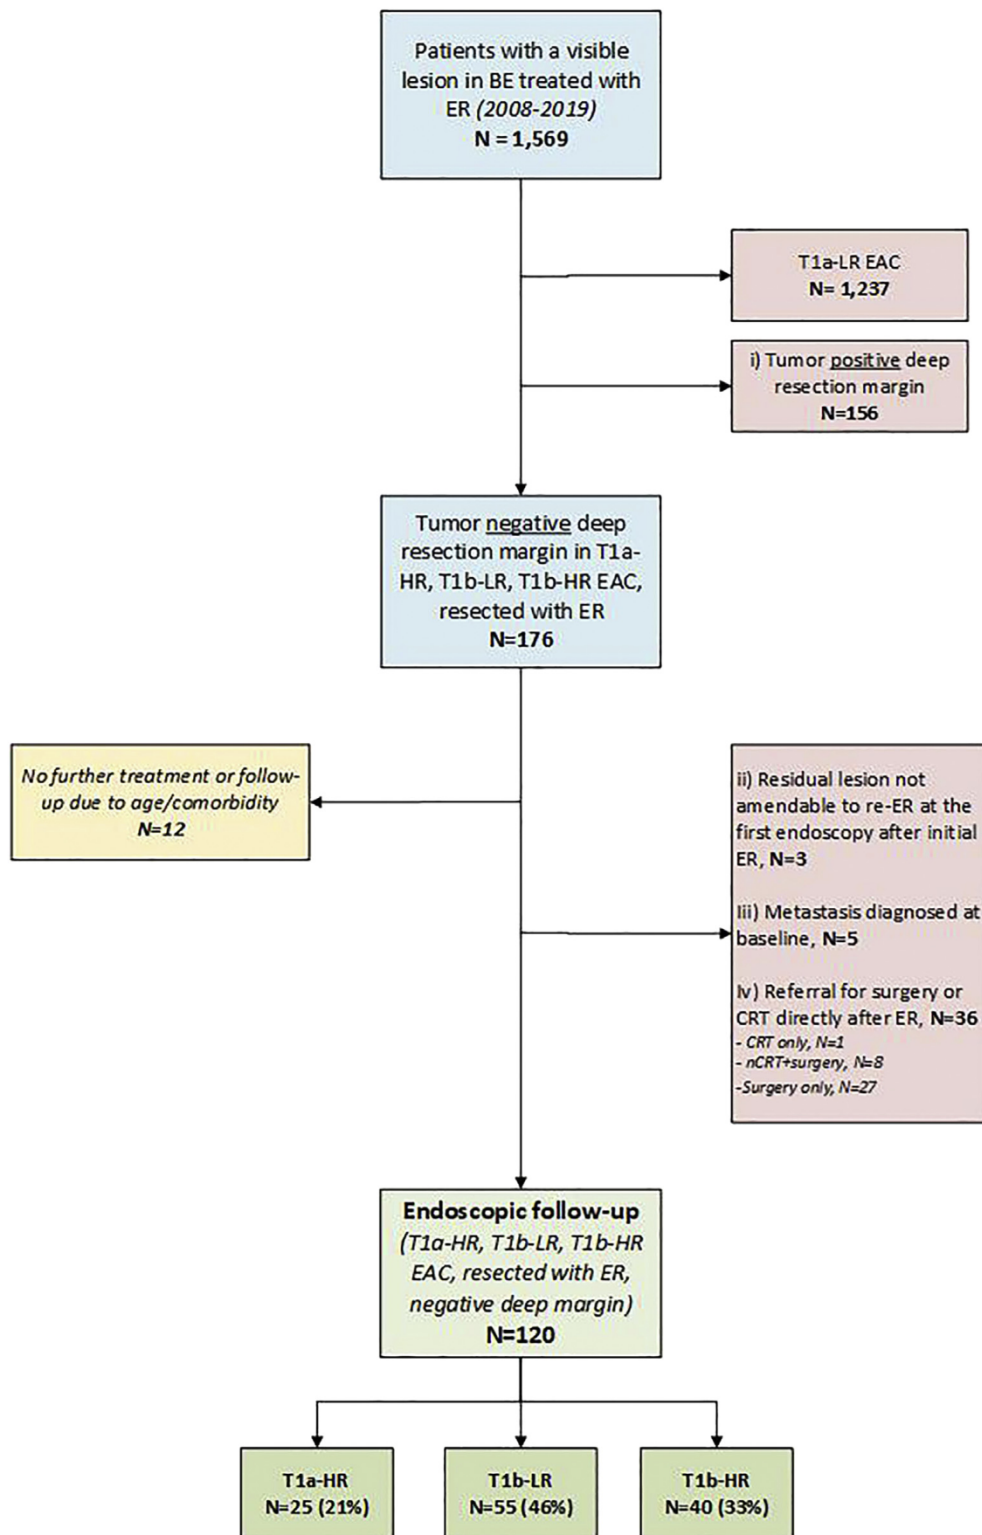 Patients with a visible
lesion in BE treated with
ER (2008-2019)
N = 1,569
T1a-LR EAC
N= 1,237
i) Tumor positive deep
resection margin
N=156
Tumor negative deep
resection margin in T1a-
HR, T1b-LR, T1b-HR EAC,
resected with ER
N=176
No further treatment or follow-
up due to age/comorbidity
N=12
ii) Residual lesion not
amendable to re-ER at the
first endoscopy after initial
ER, N=3
Iii) Metastasis diagnosed at
baseline, N=5
Iv) Referral for surgery or
CRT directly after ER, N=36
- CRT only, N=1
- nCRT+surgery, N=8
-Surgery only, N=27
Endoscopic follow-up
(T1a-HR, T1b-LR, T1b-HR
EAC, resected with ER,
negative deep margin)
N=120
T1a-HR
N=25 (21%)
T1b-LR
N=55 (46%)
T1b-HR
N=40 (33%)